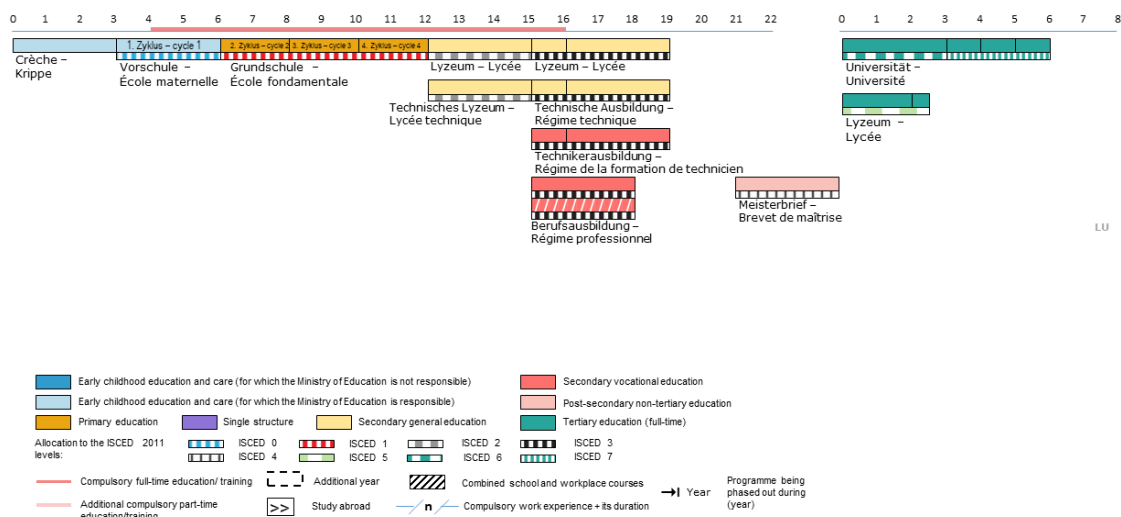 0 1 2 3 4 5 6 7 8 9 10 11 12 13 14 15 16 17 18 19 20 21 22
0 1 2 3 4 5 6 7 8
1. Zyklus – cycle 1
2. Zyklus – cycle 2
3. Zyklus – cycle 3
4. Zyklus – cycle 4
Crèche –
Krippe
Vorschule –
École maternelle
Grundschule –
École fondamentale
Lyzeum – Lycée
Lyzeum – Lycée
Universität –
Université
Technisches Lyzeum –
Lycée technique
Technische Ausbildung –
Régime technique
Lyzeum –
Lycée
Technikerausbildung –
Régime de la formation de technicien
Meisterbrief –
Brevet de maîtrise
Berufsausbildung –
Régime professionnel
LU
Early childhood education and care (for which the Ministry of Education is not responsible)
Secondary vocational education
Early childhood education and care (for which the Ministry of Education is responsible)
Post-secondary non-tertiary education
Primary education
Single structure
Secondary general education
Tertiary education (full-time)
Allocation to the ISCED 2011
levels:
ISCED 0
ISCED 1
ISCED 2
ISCED 3
ISCED 4
ISCED 5
ISCED 6
ISCED 7
Compulsory full-time education/ training
Additional year
Combined school and workplace courses
Year
Programme being
phased out during
(year)
Additional compulsory part-time
education/training
>>
Study abroad
n
Compulsory work experience + its duration